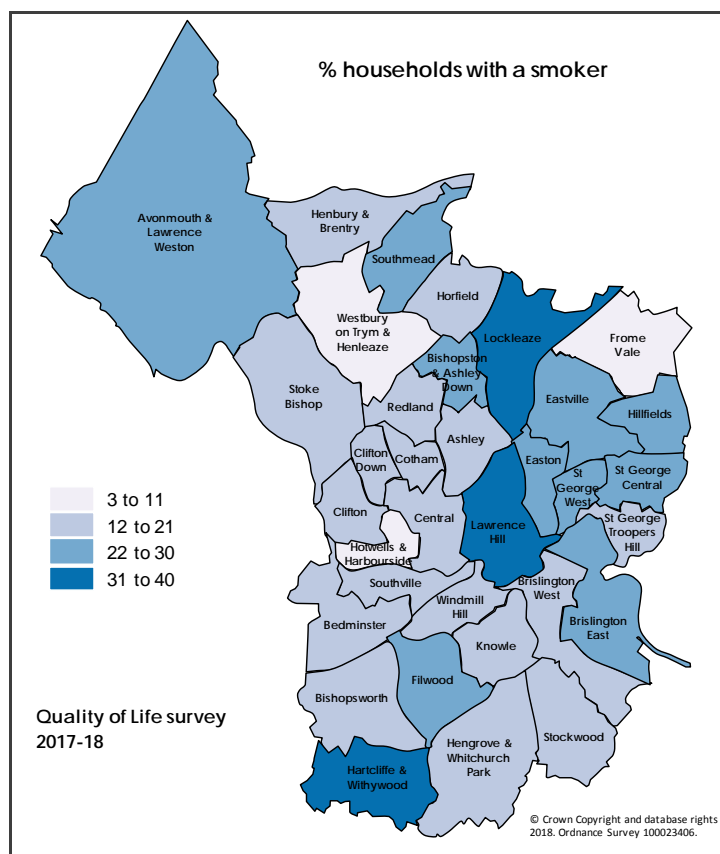 % households with a smoker
Avonmouth &
Lawrence
Weston
Henbury &
Brentry
Southmead
Horfield
Westbury
on Trym &
Henleaze
Lockleaze
Frome
Vale
Bishopston
& Ashley
Down
Stoke
Bishop
Redland
Eastville
Hillfields
Ashley
Clifton
Down
Cotham
Easton
St
George
West
St George
Central
Clifton
Central
Lawrence
Hill
St George
Troopers
Hill
Hotwells &
Harbourside
Southville
Brislington
West
Windmill
Hill
Bedminster
Brislington
East
Knowle
Filwood
Bishopsworth
Stockwood
Hengrove &
Whitchurch
Park
Hartcliffe &
Withywood
3 to 11
12 to 21
22 to 30
31 to 40
Quality of Life survey
2017-18
© Crown Copyright and database rights
2018. Ordnance Survey 100023406.